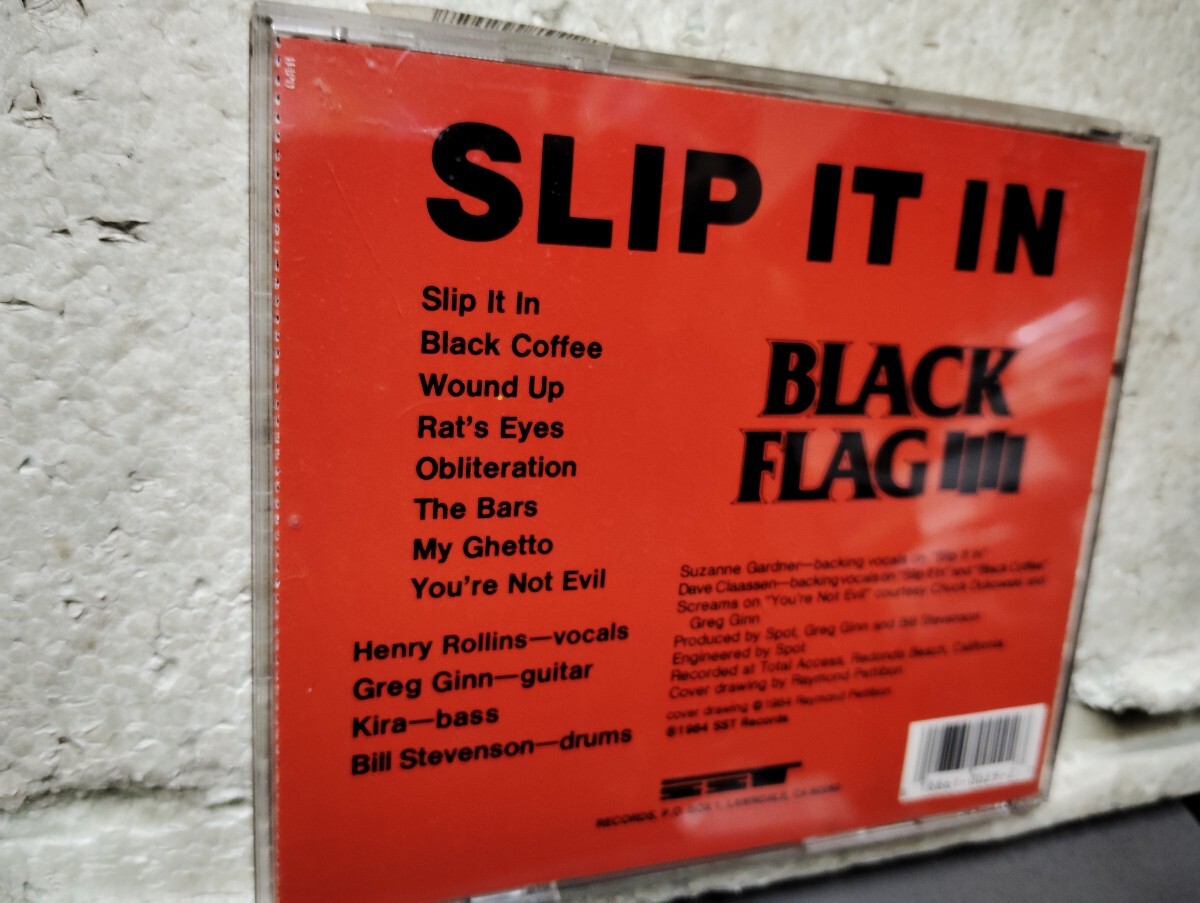 SLIP IT IN
Slip It In
Black Coffee
Wound Up
Rat's Eyes
Obliteration
The Bars
My Ghetto
You're Not Evil
BLACK
FLAG
Henry Rollins—vocals
Greg Ginn—guitar
Kira—bass
Bill Stevenson—drums
Suzanne Gardner—backing vocals on "Slip It In"
Dave Claassen—backing vocals on "Slip It In" and "Black Coffee"
Screams on "You're Not Evil" courtesy Chuck Dukowski and
Greg Ginn
Produced by Spot, Greg Ginn and Bill Stevenson
Engineered by Spot
Recorded at Total Access, Redondo Beach, California.
Cover drawing by Raymond Pettibon
cover drawing © 1984 Raymond Pettibon
©1984 SST Records
SST
RECORDS, P.O. BOX 1, LAWNDALE, CA 90260